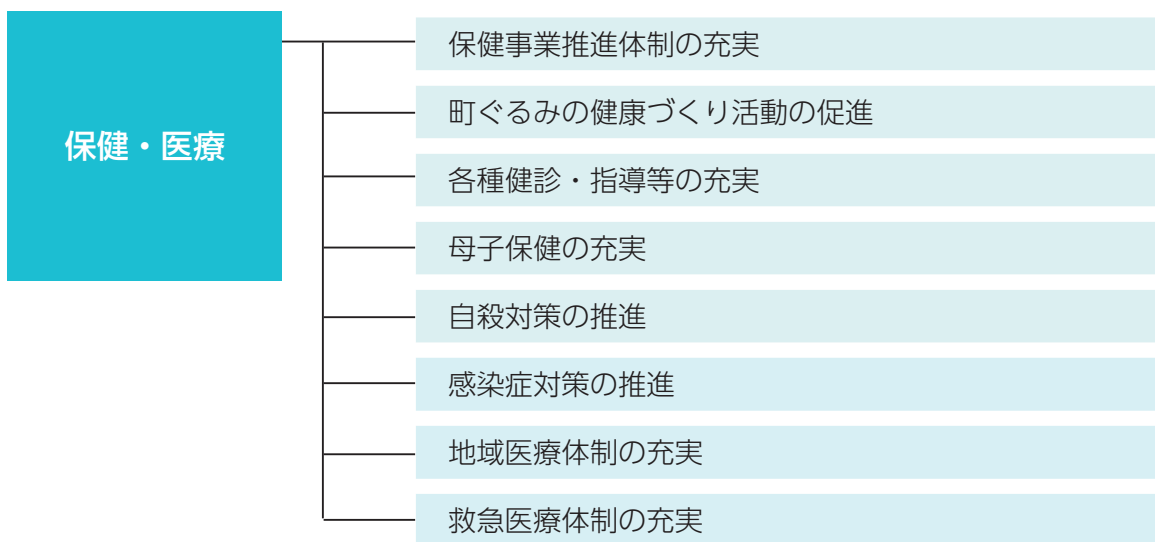 保健・医療
保健事業推進体制の充実
町ぐるみの健康づくり活動の促進
各種健診・指導等の充実
母子保健の充実
自殺対策の推進
感染症対策の推進
地域医療体制の充実
救急医療体制の充実